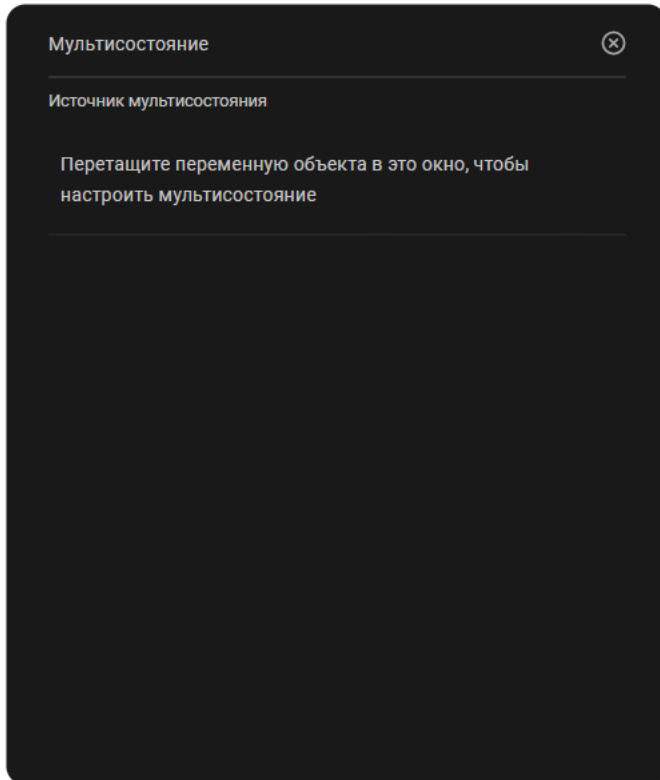 Мультисостояние
Источник мультисостояния
Перетащите переменную объекта в это окно, чтобы
настроить мультисостояние